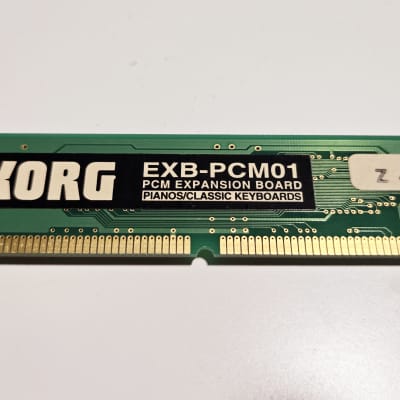 KORG
EXB-PCM01
PCM EXPANSION BOARD
PIANOS/CLASSIC KEYBOARDS
Z